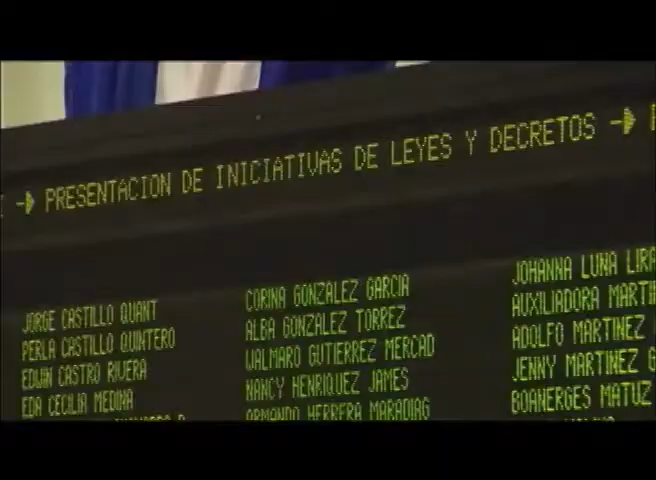 PRESENTACION DE INICIATIVAS DE LEYES Y DECRETOS
JORGE CASTILLO QUANT
PERLA CASTILLO QUINTERO
EDWIN CASTRO RIVERA
EDA CECILIA MEDINA
CORINA GONZALEZ GARCIA
ALBA GONZALEZ TORREZ
WALMARO GUTIERREZ MERCAD
NANCY HENRIQUEZ JAMES
ARMANDO HERRERA MARADIAG
JOHANNA LUNA LIRA
AUXILIADORA MARTI
ADOLFO MARTINEZ
JENNY MARTINEZ G
BOANERGES MATUZ